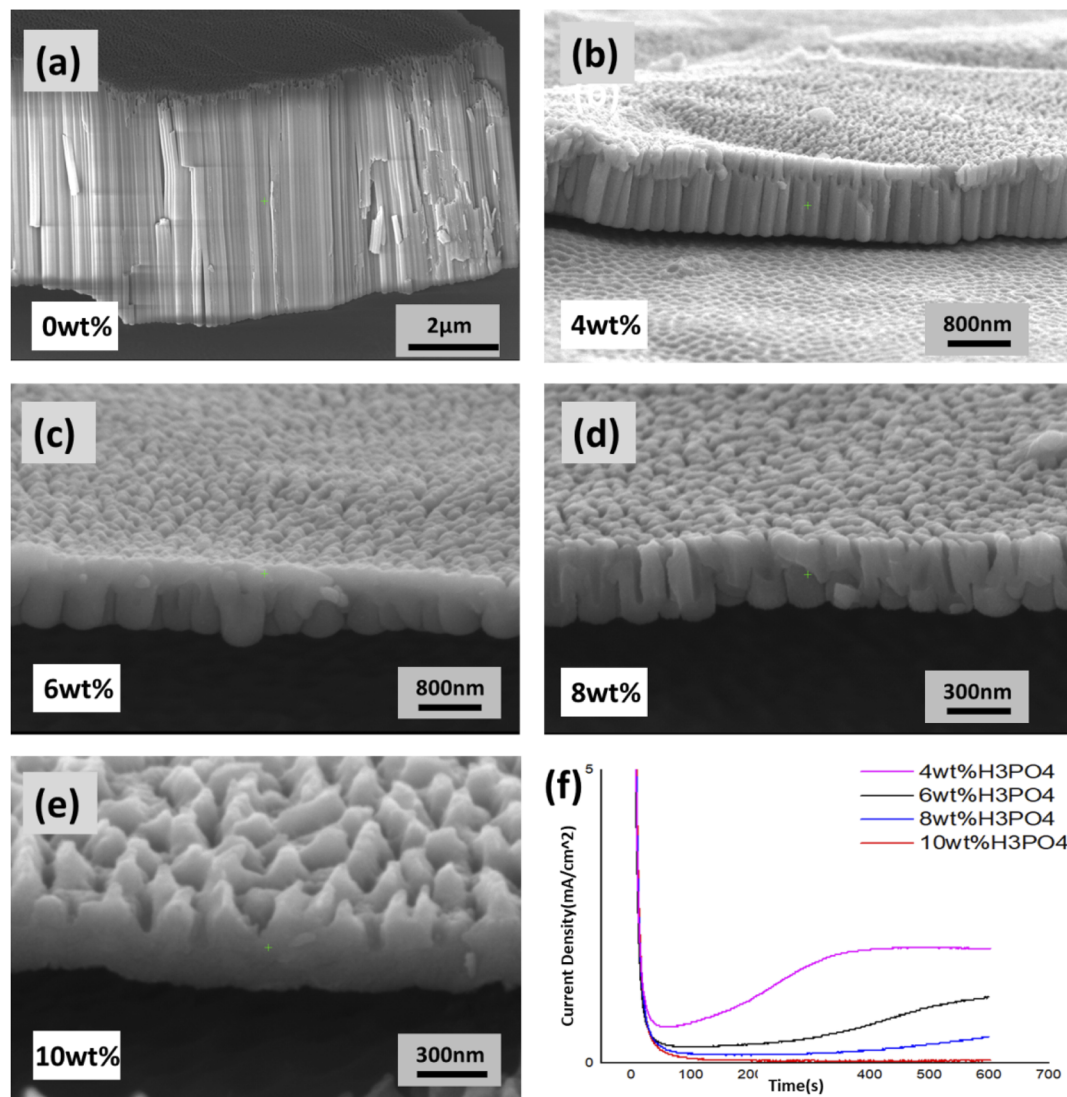 (a)
0wt%
2μm
(b)
4wt%
800nm
(c)
6wt%
800nm
(d)
8wt%
300nm
(e)
10wt%
300nm
(f)
5
4wt%H3PO4
6wt%H3PO4
8wt%H3PO4
10wt%H3PO4
Current Density(mA/cm^2)
0
0 100 200 400 500 600 700
Time(s)